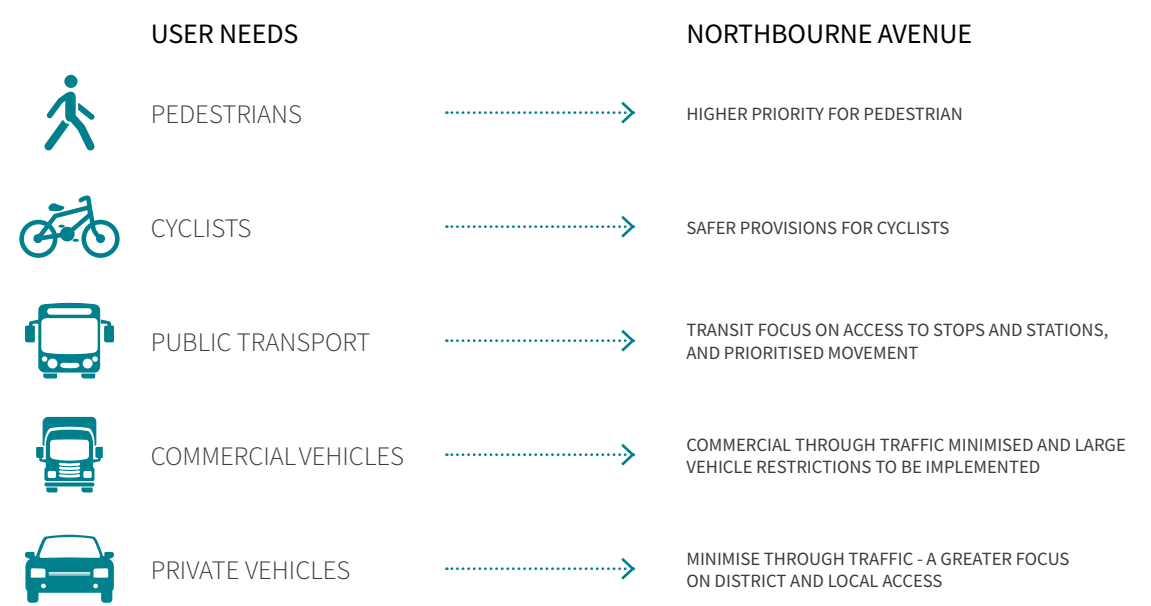 USER NEEDS
NORTHBOURNE AVENUE
PEDESTRIANS
HIGHER PRIORITY FOR PEDESTRIAN
CYCLISTS
SAFER PROVISIONS FOR CYCLISTS
PUBLIC TRANSPORT
TRANSIT FOCUS ON ACCESS TO STOPS AND STATIONS,
AND PRIORITISED MOVEMENT
COMMERCIAL VEHICLES
COMMERCIAL THROUGH TRAFFIC MINIMISED AND LARGE
VEHICLE RESTRICTIONS TO BE IMPLEMENTED
PRIVATE VEHICLES
MINIMISE THROUGH TRAFFIC - A GREATER FOCUS
ON DISTRICT AND LOCAL ACCESS